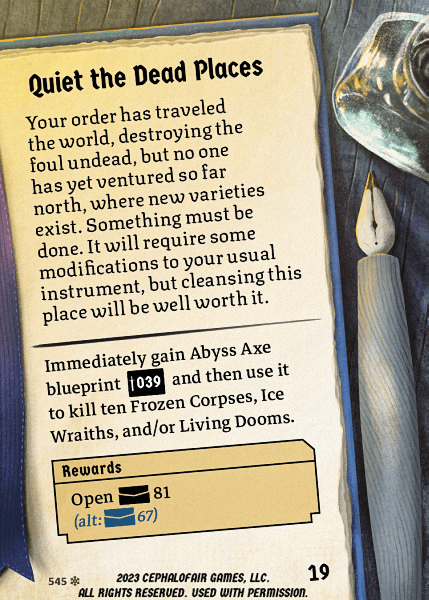 Quiet the Dead Places
Your order has traveled
the world, destroying the
foul undead, but no one
has yet ventured so far
north, where new varieties
exist. Something must be
done. It will require some
modifications to your usual
instrument, but cleansing this
place will be well worth it.
Immediately gain Abyss Axe
blueprint 039 and then use it
to kill ten Frozen Corpses, Ice
Wraiths, and/or Living Dooms.
Rewards
Open 81
(alt: 67)
545 ✻
2023 CEPHALOFAIR GAMES, LLC.
ALL RIGHTS RESERVED. USED WITH PERMISSION.
19